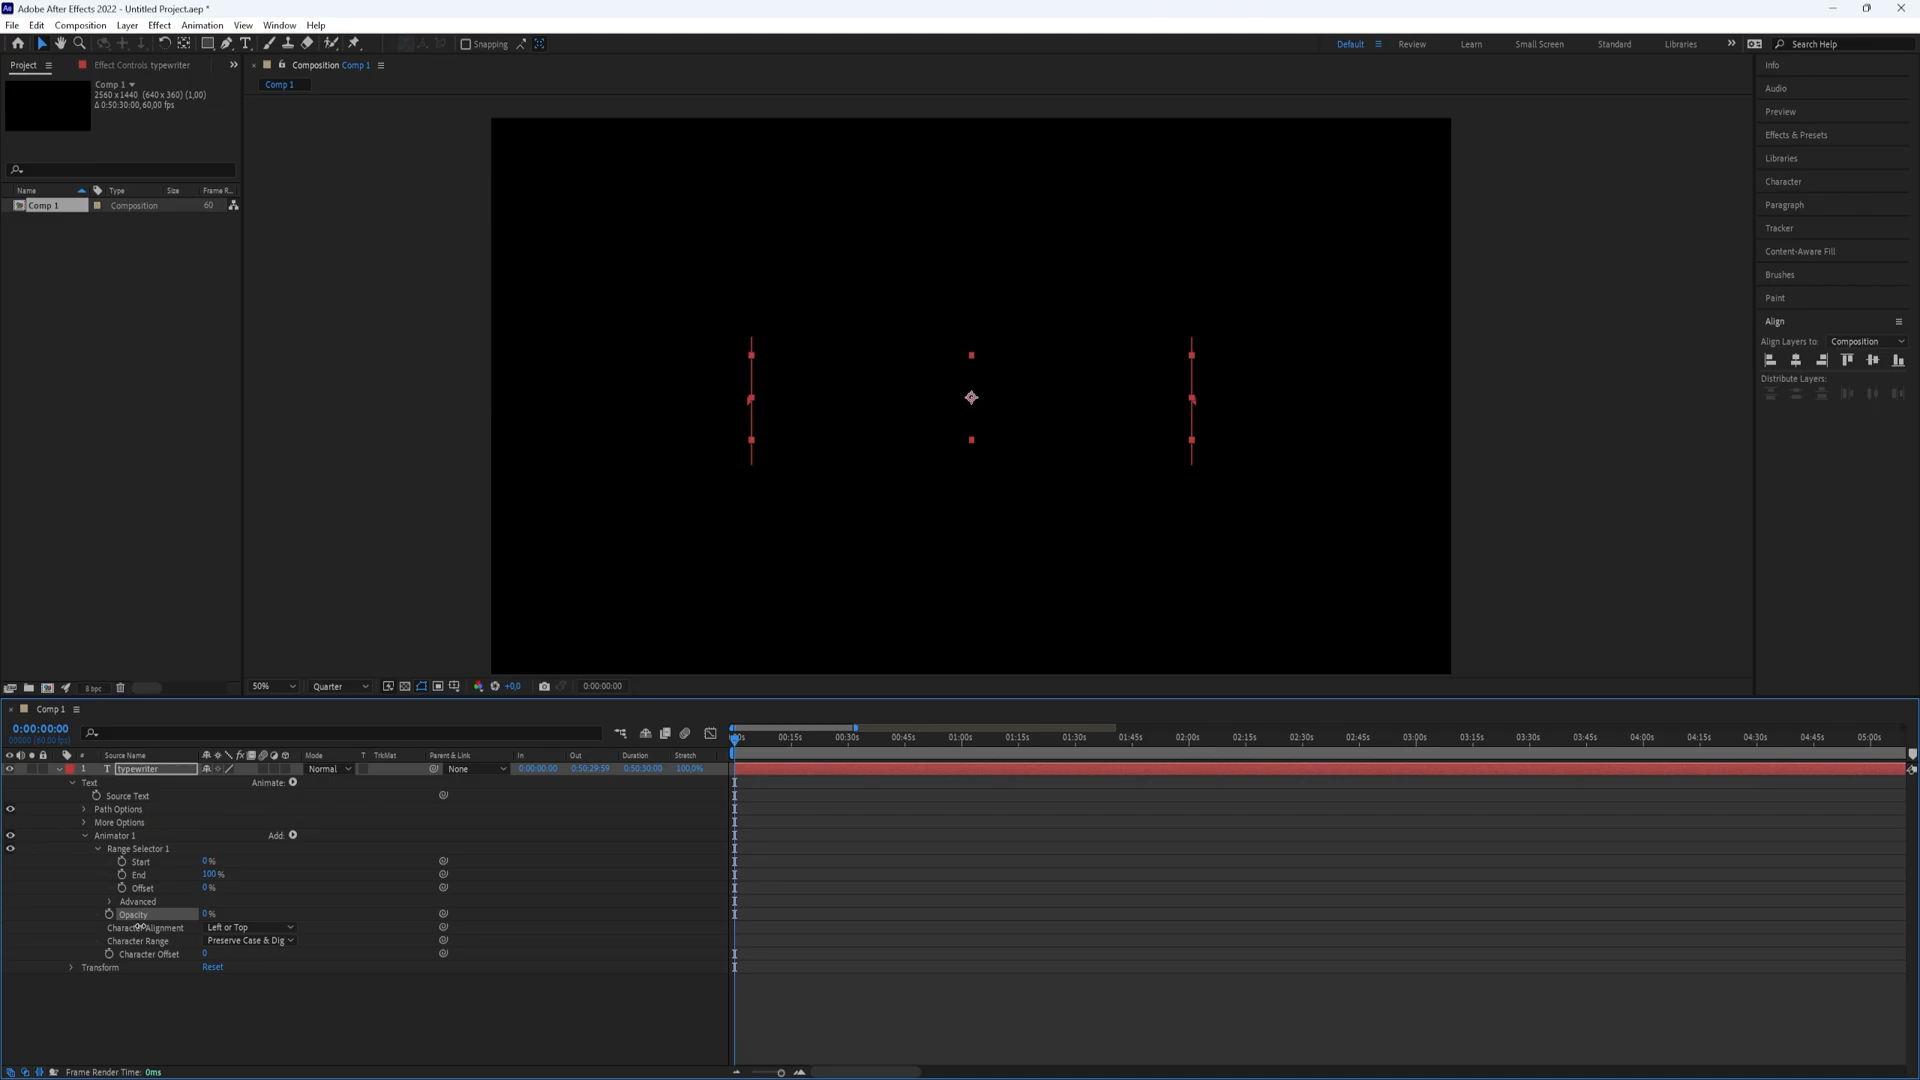 Adobe After Effects 2022 - Untitled Project.aep *
File Edit Composition Layer Effect Animation View Window Help
Snapping
Default Review Learn Small Screen Standard Libraries Search Help
Project Effect Controls typewriter
Composition Comp 1
Comp 1
Comp 1
2560 x 1440 (640 x 360) (1,00)
Δ 0:50:30:00, 60,00 fps
Name Type Size Frame R...
Comp 1 Composition 60
Info
Audio
Preview
Effects & Presets
Libraries
Character
Paragraph
Tracker
Content-Aware Fill
Brushes
Paint
Align
Align Layers to: Composition
Distribute Layers:
8 bpc
50% Quarter +0,0 0:00:00:00
Comp 1
0:00:00:00
00000 (60,00 fps)
:00s 00:15s 00:30s 00:45s 01:00s 01:15s 01:30s 01:45s 02:00s 02:15s 02:30s 02:45s 03:00s 03:15s 03:30s 03:45s 04:00s 04:15s 04:30s 04:45s 05:00s
# Source Name Mode T TrkMat Parent & Link In Out Duration Stretch
1 T typewriter Normal None 0:00:00:00 0:50:29:59 0:50:30:00 100,0%
Text Animate:
Source Text
Path Options
More Options
Animator 1 Add:
Range Selector 1
Start 0 %
End 100 %
Offset 0 %
Advanced
Opacity 0 %
Character Alignment Left or Top
Character Range Preserve Case & Dig
Character Offset 0
Transform Reset
Frame Render Time: 0ms